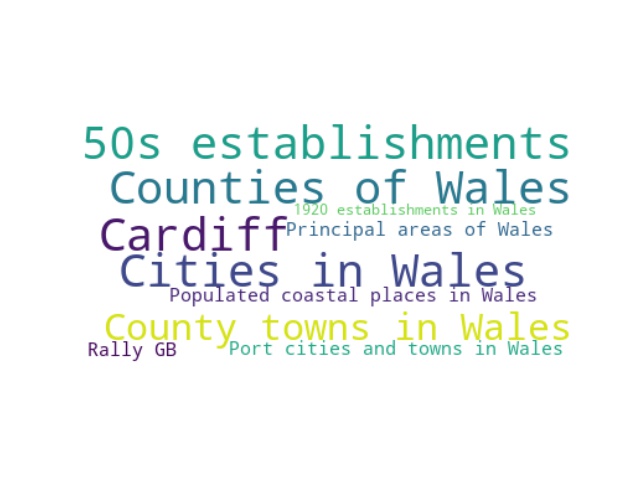 50s establishments
Counties of Wales
1920 establishments in Wales
Cardiff
Principal areas of Wales
Cities in Wales
Populated coastal places in Wales
County towns in Wales
Rally GB
Port cities and towns in Wales